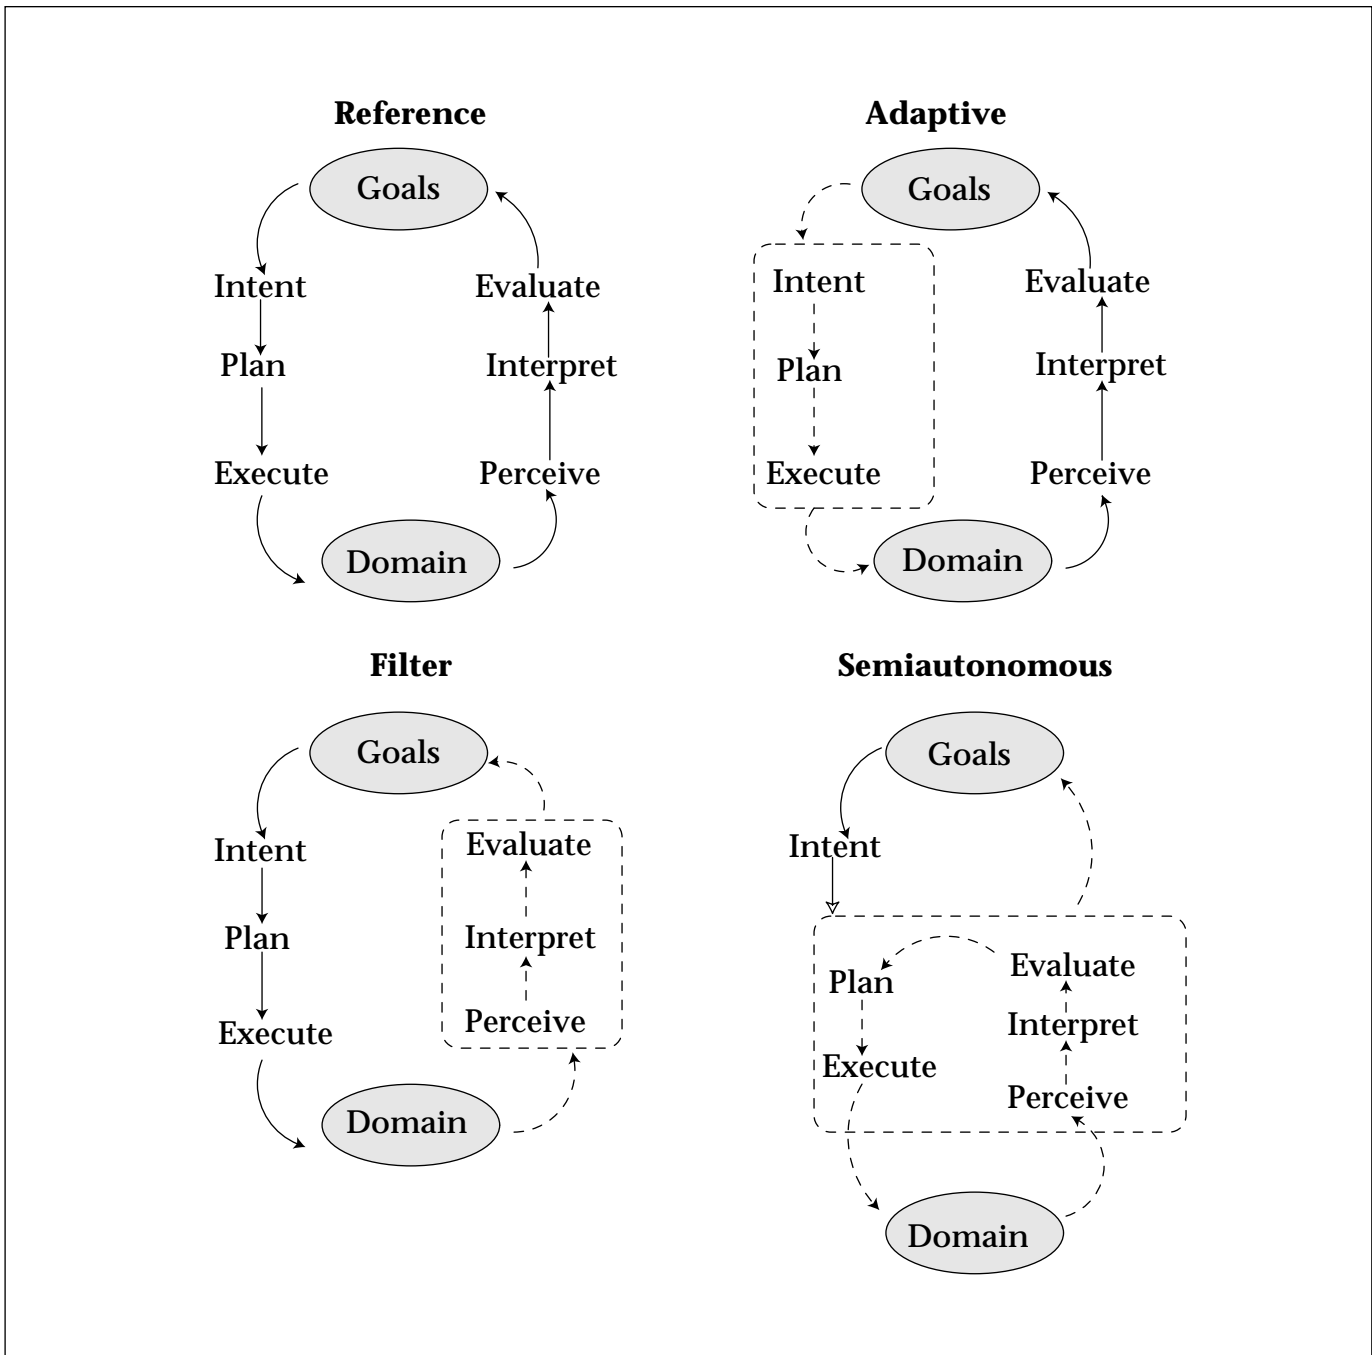 Reference
Goals
Intent
Evaluate
Plan
Interpret
Execute
Perceive
Domain
Adaptive
Goals
Intent
Evaluate
Plan
Interpret
Execute
Perceive
Domain
Filter
Goals
Intent
Evaluate
Plan
Interpret
Execute
Perceive
Domain
Semiautonomous
Goals
Intent
Evaluate
Plan
Interpret
Execute
Perceive
Domain